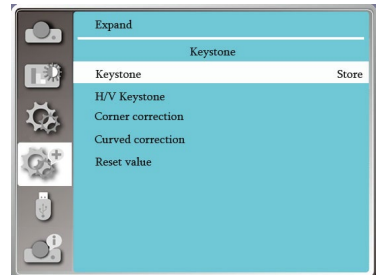 Expand
Keystone
Keystone Store
H/V Keystone
Corner correction
Curved correction
Reset value